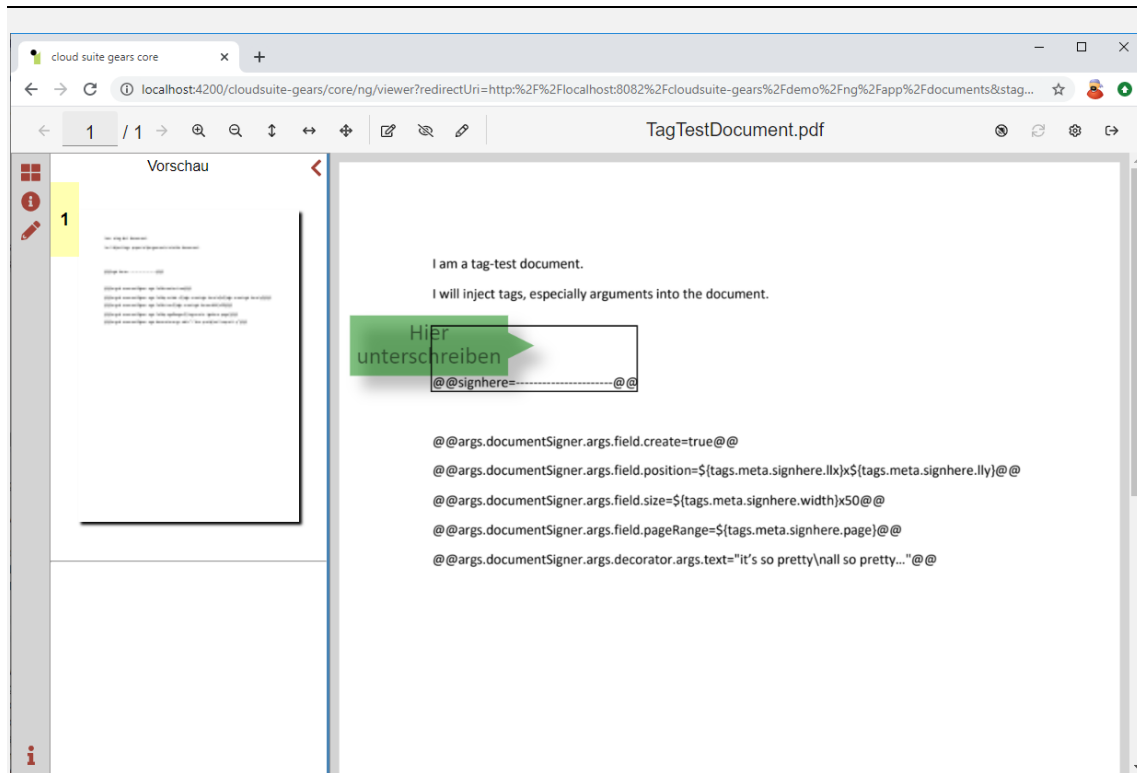 cloud suite gears core
localhost:4200/cloudsuite-gears/core/ng/viewer?redirectUri=http:%2F%2Flocalhost:8082%2Fcloudsuite-gears%2Fdemo%2Fng%2Fapp%2Fdocuments&stag...
1 / 1
TagTestDocument.pdf
Vorschau
1
I am a tag-test document.
I will inject tags, especially arguments into the document.
Hier
unterschreiben
@@signhere=----------------------@@
@@args.documentSigner.args.field.create=true@@
@@args.documentSigner.args.field.position=${tags.meta.signhere.llx}x${tags.meta.signhere.lly}@@
@@args.documentSigner.args.field.size=${tags.meta.signhere.width}x50@@
@@args.documentSigner.args.field.pageRange=${tags.meta.signhere.page}@@
@@args.documentSigner.args.decorator.args.text="it’s so pretty\nall so pretty…"@@